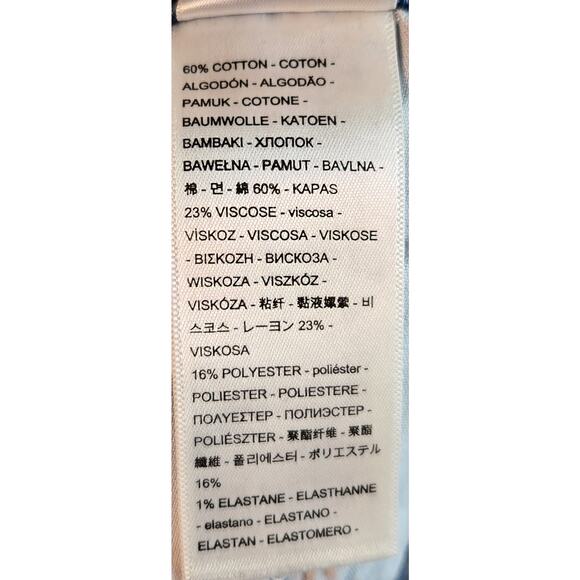 60% COTTON - COTON -
ALGODÓN - ALGODÃO -
PAMUK - COTONE -
BAUMWOLLE - KATOEN -
BAMBAKI - ХЛОПОК -
BAWEŁNA - PAMUT - BAVLNA -
棉 - 면 - 綿 60% - KAPAS
23% VISCOSE - viscosa -
VİSKOZ - VISCOSA - VISKOSE
- ΒΙΣΚΟΖΗ - ВИСКОЗА -
WISKOZA - VISZKÓZ -
VISKÓZA - 粘纤 - 黏液嫘縈 - 비
스코스 - レーヨン 23% -
VISKOSA
16% POLYESTER - poliéster -
POLIESTER - POLIESTERE -
ΠΟΛΥΕΣΤΕΡ - ПОЛИЭСТЕР -
POLIÉSZTER - 聚酯纤维 - 聚酯
纖維 - 폴리에스터 - ポリエステル
16%
1% ELASTANE - ELASTHANNE
- elastano - ELASTANO -
ELASTAN - ELASTOMERO -